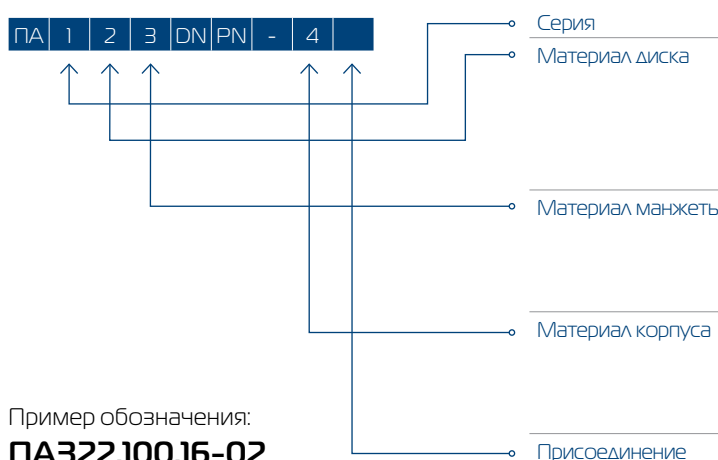 ПА 1 2 3 DN PN - 4
Серия
Материал диска
Материал манжеты
Материал корпуса
Присоединение
Пример обозначения:
ПА322.100.16-02